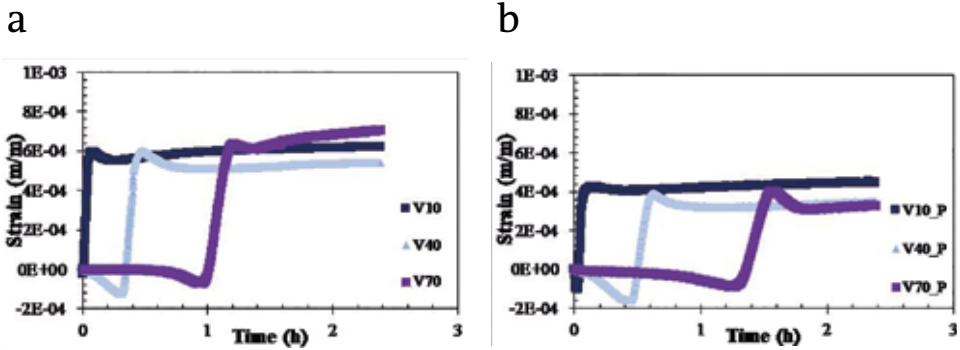 a
b
1E-03
8E-04
6E-04
4E-04
2E-04
0E+00
-2E-04
Strain (m/m)
0
1
2
3
Time (h)
V10
V40
V70
1E-03
8E-04
6E-04
4E-04
2E-04
0E+00
-2E-04
Strain (m/m)
0
1
2
3
Time (h)
V10_P
V40_P
V70_P